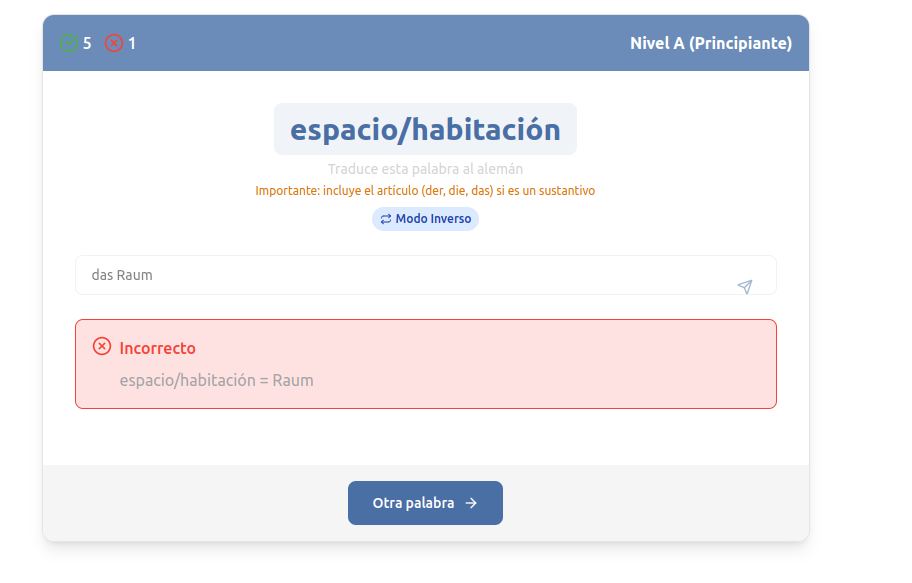 5 1 Nivel A (Principiante)
espacio/habitación
Traduce esta palabra al alemán
Importante: incluye el artículo (der, die, das) si es un sustantivo
Modo Inverso
das Raum
Incorrecto
espacio/habitación = Raum
Otra palabra